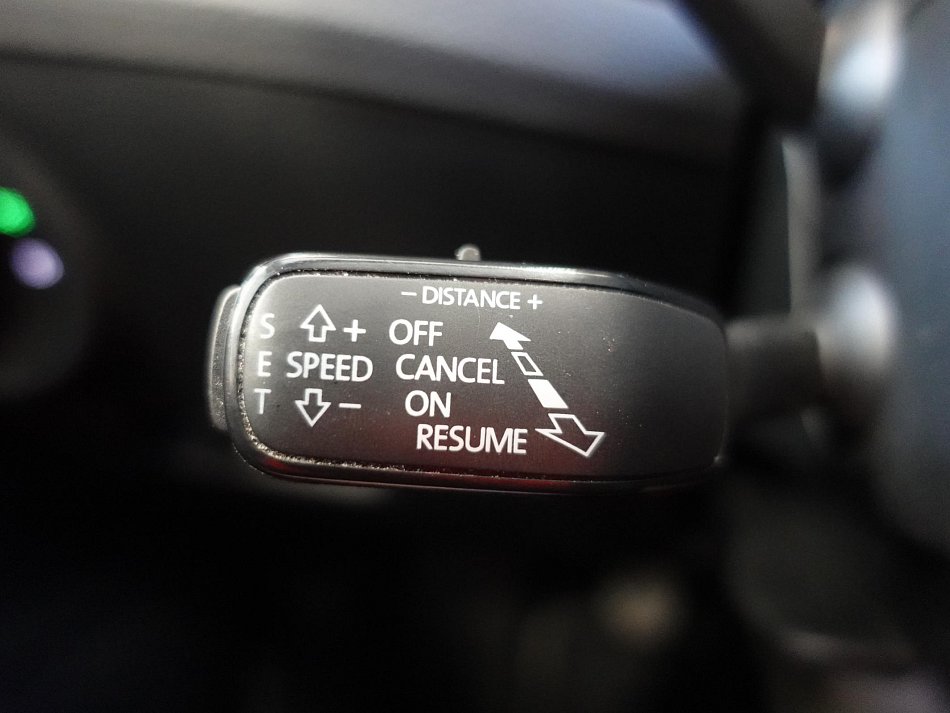 − DISTANCE +
S + OFF
E SPEED CANCEL
T − ON
RESUME